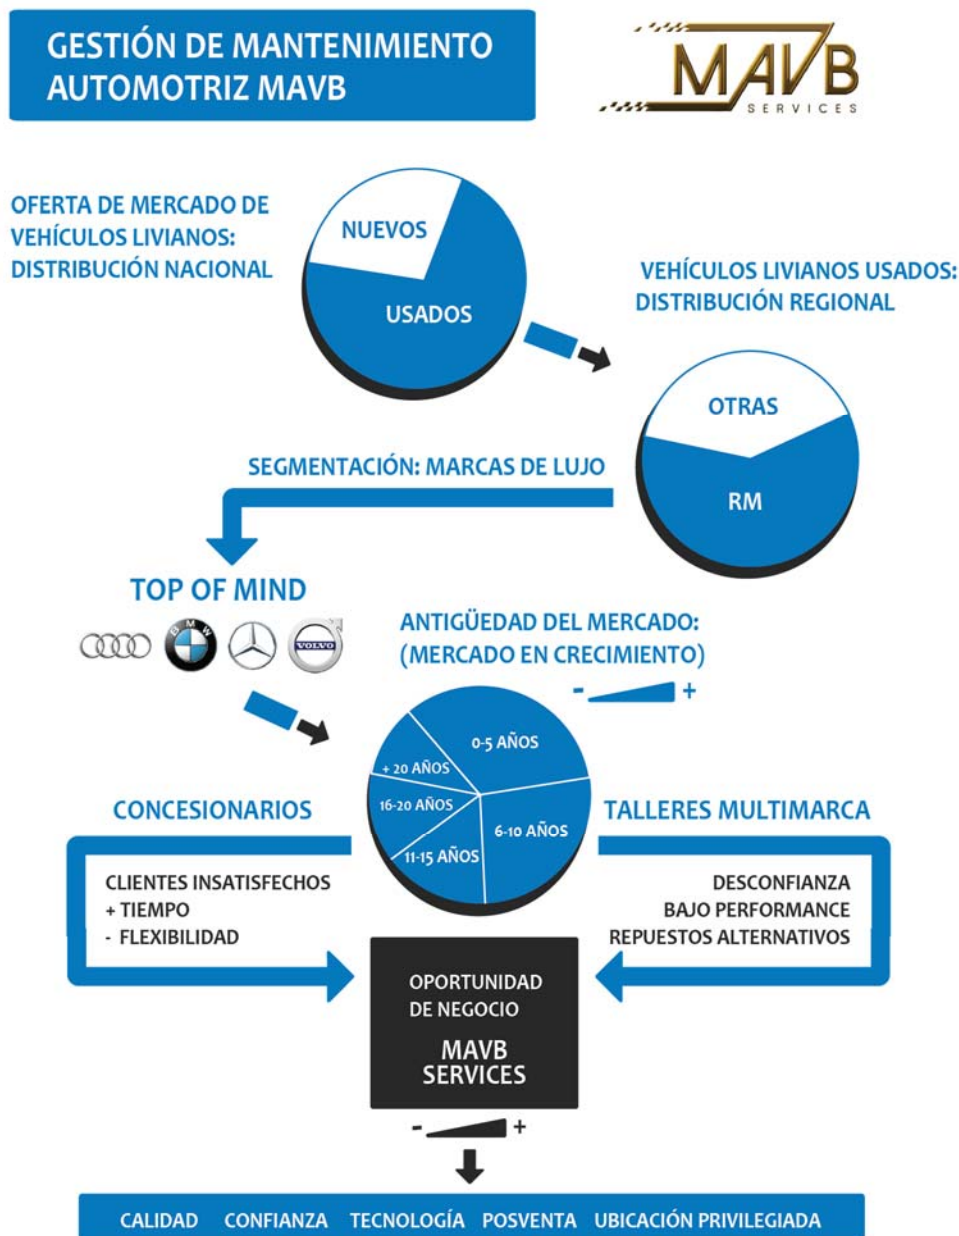 GESTIÓN DE MANTENIMIENTO
AUTOMOTRIZ MAVB
MAVB
SERVICES
OFERTA DE MERCADO DE
VEHÍCULOS LIVIANOS:
DISTRIBUCIÓN NACIONAL
NUEVOS
USADOS
VEHÍCULOS LIVIANOS USADOS:
DISTRIBUCIÓN REGIONAL
OTRAS
RM
SEGMENTACIÓN: MARCAS DE LUJO
TOP OF MIND
BMW
VOLVO
ANTIGÜEDAD DEL MERCADO:
(MERCADO EN CRECIMIENTO)
- +
0-5 AÑOS
+ 20 AÑOS
16-20 AÑOS
11-15 AÑOS
6-10 AÑOS
CONCESIONARIOS
CLIENTES INSATISFECHOS
+ TIEMPO
- FLEXIBILIDAD
TALLERES MULTIMARCA
DESCONFIANZA
BAJO PERFORMANCE
REPUESTOS ALTERNATIVOS
OPORTUNIDAD
DE NEGOCIO
MAVB
SERVICES
- +
CALIDAD CONFIANZA TECNOLOGÍA POSVENTA UBICACIÓN PRIVILEGIADA